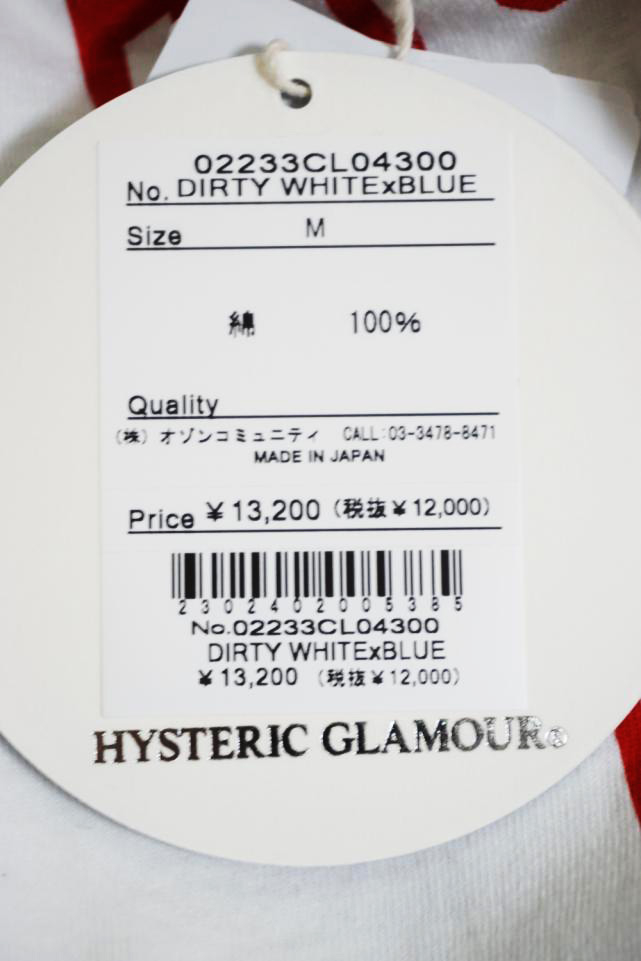 02233CL04300
No. DIRTY WHITExBLUE
Size M
綿 100%
Quality
(株) オゾンコミュニティ CALL:03-3478-8471
MADE IN JAPAN
Price ¥13,200 (税抜¥12,000)
2302402005385
No.02233CL04300
DIRTY WHITExBLUE
¥13,200 (税抜¥12,000)
HYSTERIC GLAMOUR®